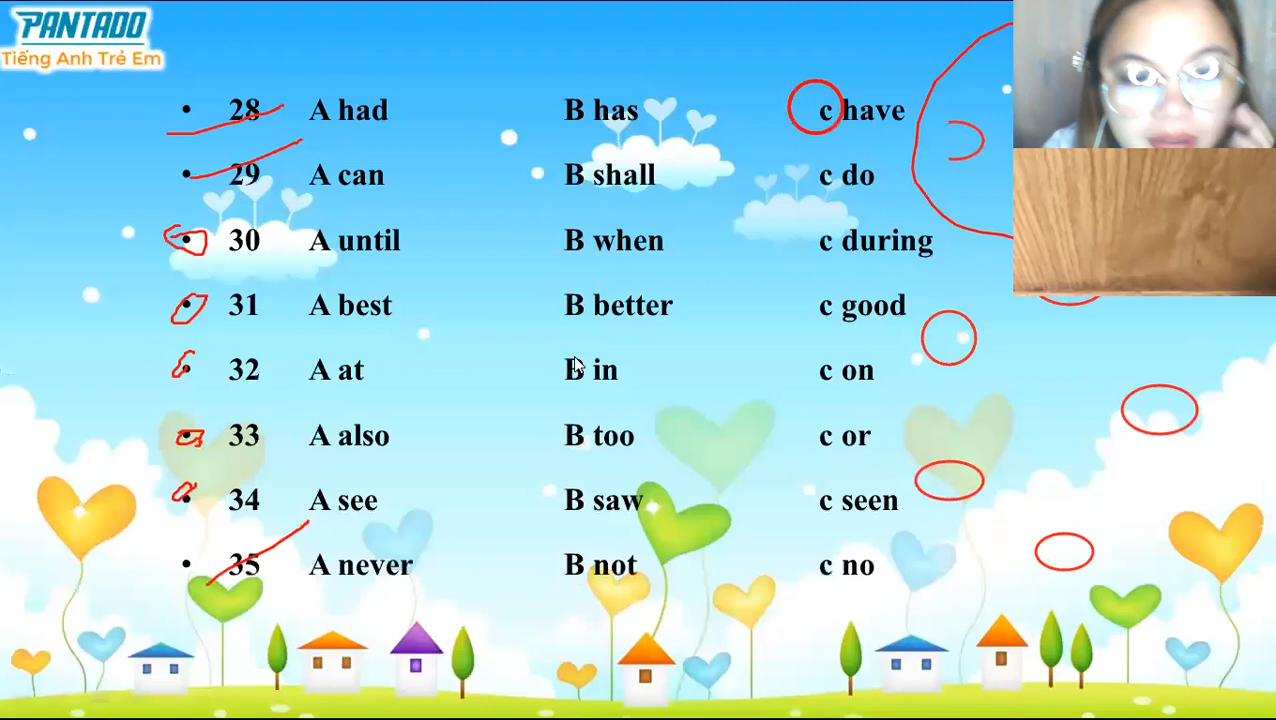 PANTADO
Tiếng Anh Trẻ Em
• 28 A had B has c have
• 29 A can B shall c do
• 30 A until B when c during
• 31 A best B better c good
• 32 A at B in c on
• 33 A also B too c or
• 34 A see B saw c seen
• 35 A never B not c no